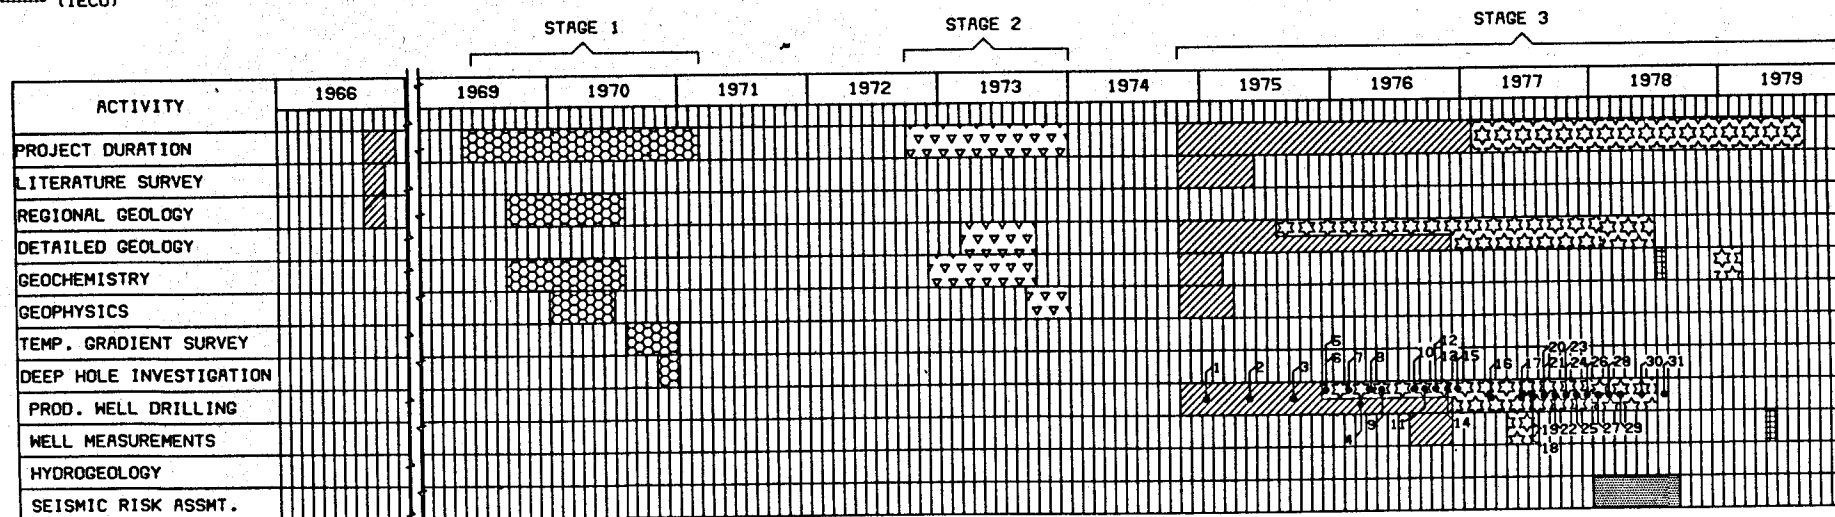 (IECO)
STAGE 1
STAGE 2
STAGE 3
ACTIVITY 1966 1969 1970 1971 1972 1973 1974 1975 1976 1977 1978 1979
PROJECT DURATION
LITERATURE SURVEY
REGIONAL GEOLOGY
DETAILED GEOLOGY
GEOCHEMISTRY
GEOPHYSICS
TEMP. GRADIENT SURVEY
5 12 20 23
DEEP HOLE INVESTIGATION
1 2 3 6 7 8 10 13 15 16 17 21 24 26 28 30 31
PROD. WELL DRILLING
4 9 11 14 19 22 25 27 29
WELL MEASUREMENTS
18
HYDROGEOLOGY
SEISMIC RISK ASSMT.